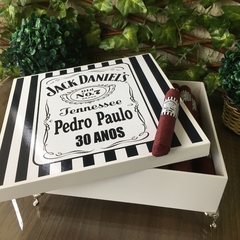 JACK DANIEL'S
OLD
No.7
Tennessee
Pedro Paulo
30 ANOS